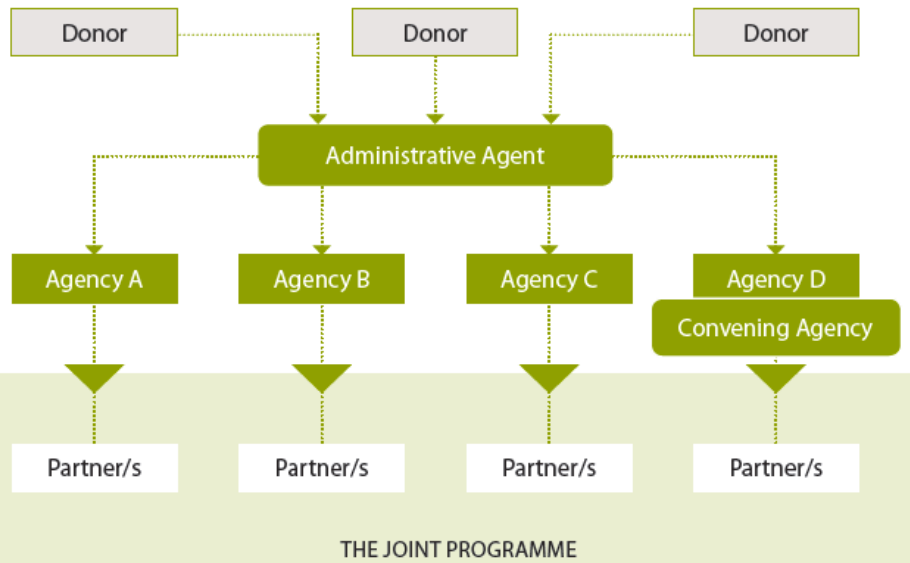 Donor
Donor
Donor
Administrative Agent
Agency A
Agency B
Agency C
Agency D
Convening Agency
Partner/s
Partner/s
Partner/s
Partner/s
THE JOINT PROGRAMME